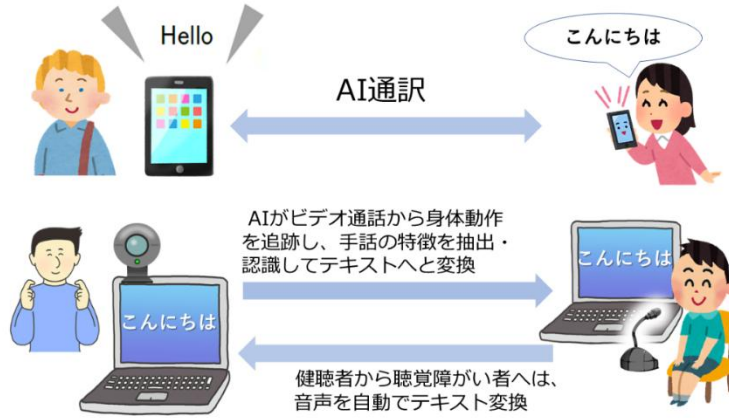 Hello
こんにちは
AI通訳
AIがビデオ通話から身体動作
を追跡し、手話の特徴を抽出・
認識してテキストへと変換
こんにちは
こんにちは
健聴者から聴覚障がい者へは、
音声を自動でテキスト変換